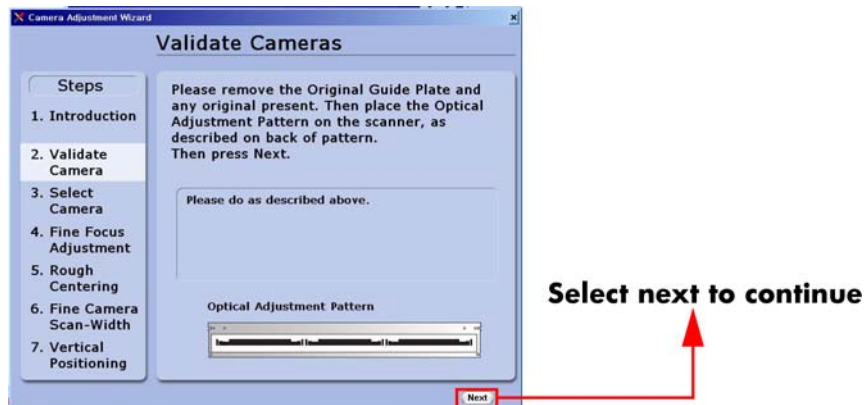 Camera Adjustment Wizard
Validate Cameras
Steps
1. Introduction
2. Validate
Camera
3. Select
Camera
4. Fine Focus
Adjustment
5. Rough
Centering
6. Fine Camera
Scan-Width
7. Vertical
Positioning
Please remove the Original Guide Plate and
any original present. Then place the Optical
Adjustment Pattern on the scanner, as
described on back of pattern.
Then press Next.
Please do as described above.
Optical Adjustment Pattern
Next
Select next to continue